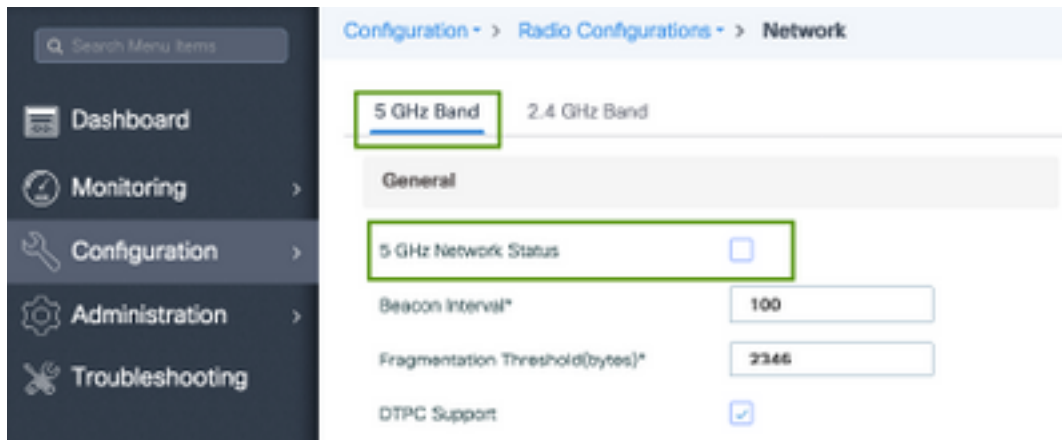 Search Menu Items
Dashboard
Monitoring
Configuration
Administration
Troubleshooting
Configuration > Radio Configurations > Network
5 GHz Band
2.4 GHz Band
General
5 GHz Network Status
Beacon Interval*
100
Fragmentation Threshold(bytes)*
2346
DTPC Support